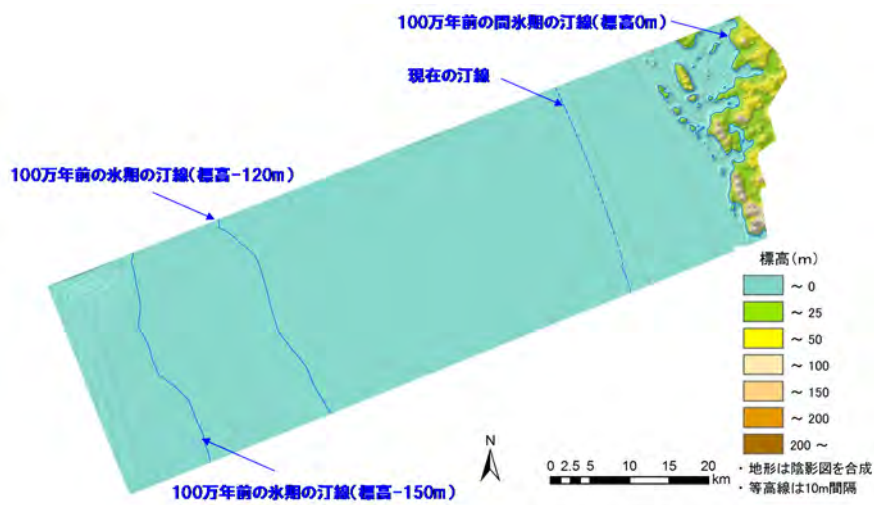 100万年前の間氷期の汀線(標高0m)
現在の汀線
100万年前の氷期の汀線(標高-120m)
100万年前の氷期の汀線(標高-150m)
標高(m)
~ 0
~ 25
~ 50
~ 100
~ 150
~ 200
200 ~
・地形は陰影図を合成
・等高線は10m間隔
N
0 2.5 5 10 15 20
km